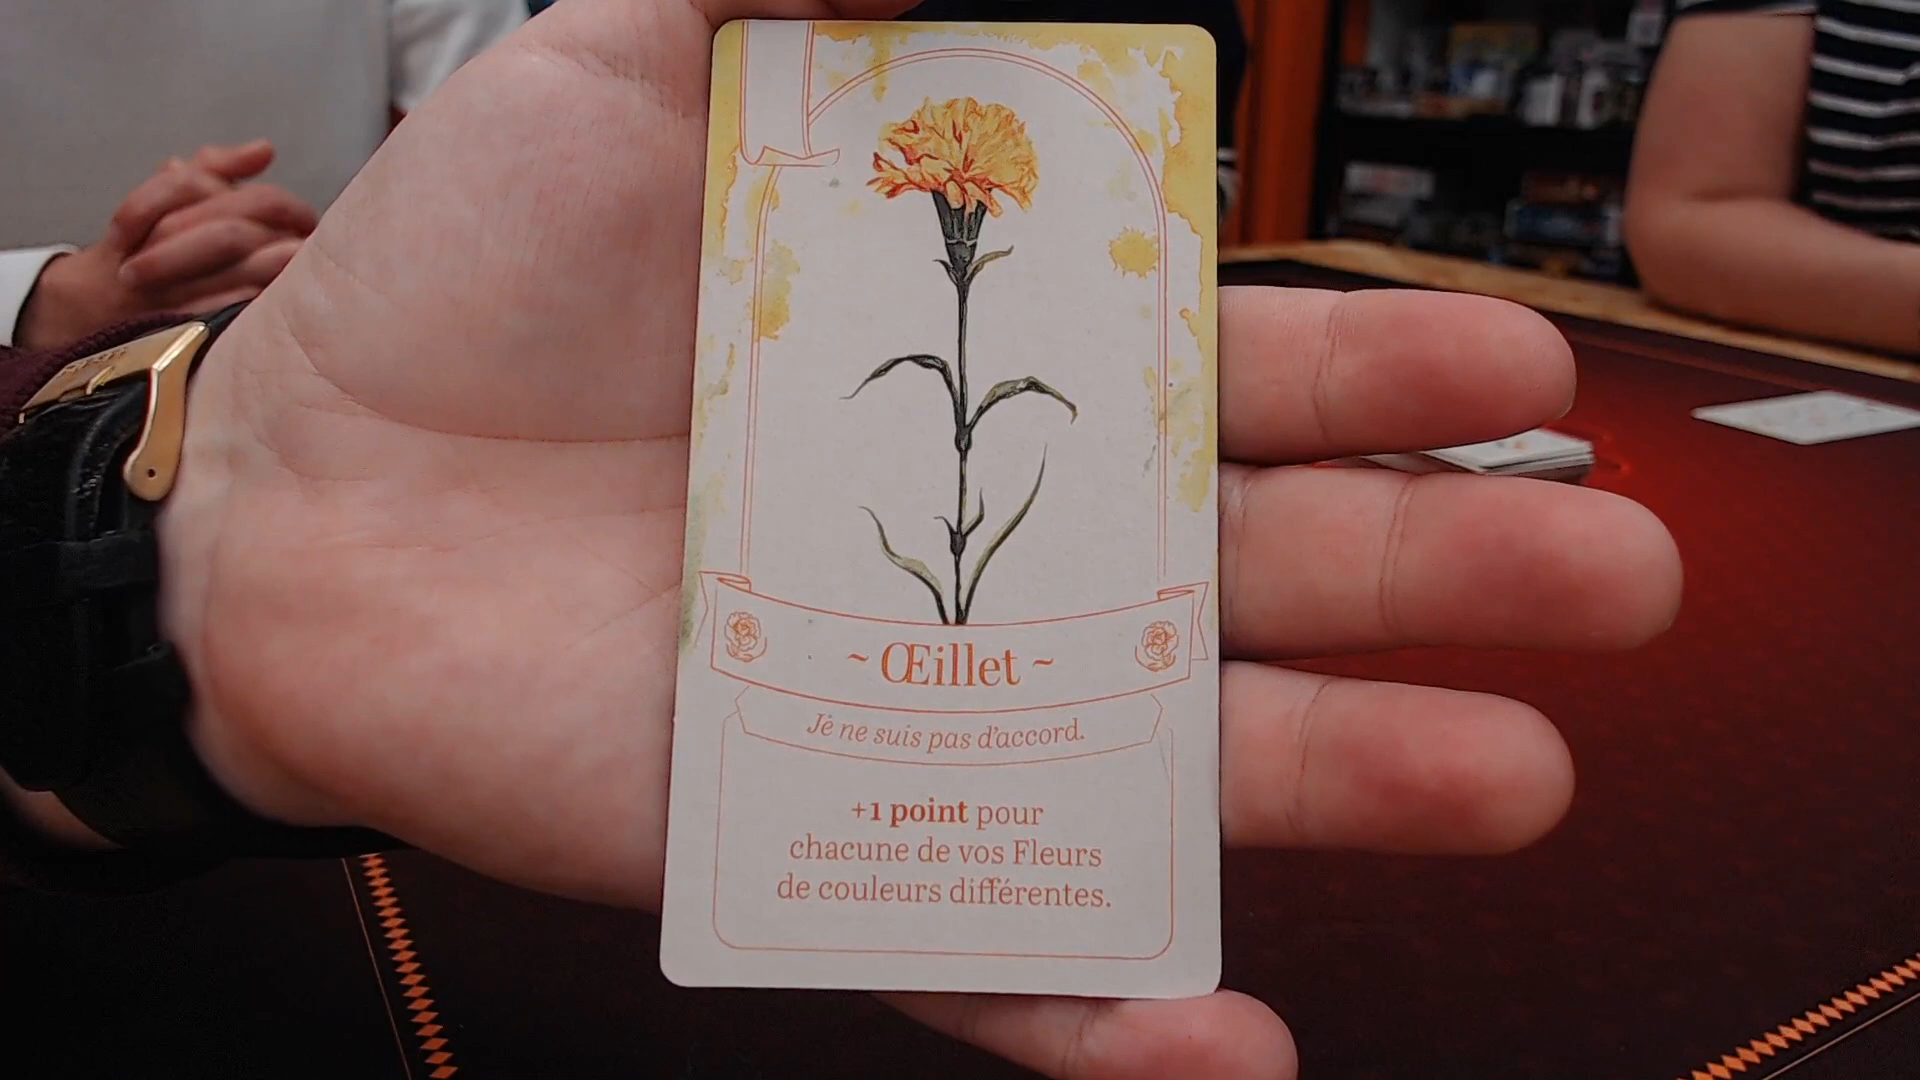 ~ Œillet ~
Je ne suis pas d'accord.
+1 point pour
chacune de vos Fleurs
de couleurs différentes.